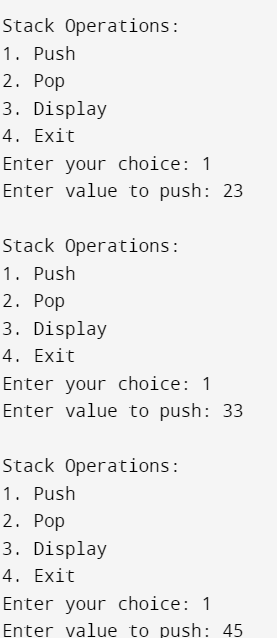 Stack Operations:
1. Push
2. Pop
3. Display
4. Exit
Enter your choice: 1
Enter value to push: 23
Stack Operations:
1. Push
2. Pop
3. Display
4. Exit
Enter your choice: 1
Enter value to push: 33
Stack Operations:
1. Push
2. Pop
3. Display
4. Exit
Enter your choice: 1
Enter value to push: 45